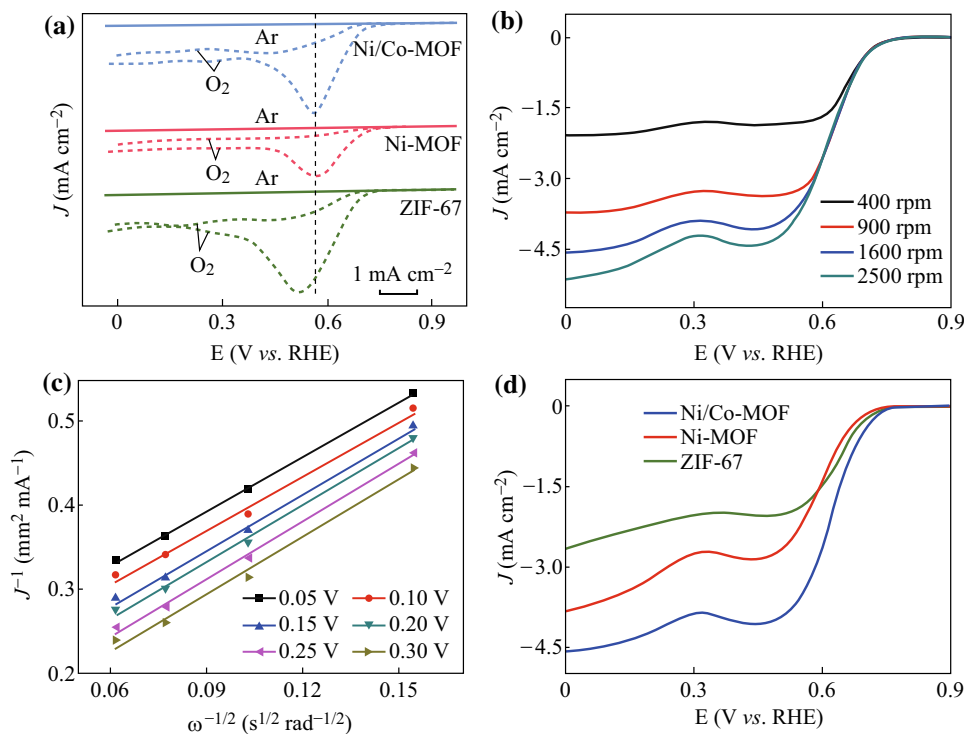 (a)
Ar
Ni/Co-MOF
O₂
Ar
Ni-MOF
O₂
Ar
ZIF-67
O₂
1 mA cm⁻²
J (mA cm⁻²)
0 0.3 0.6 0.9
E (V vs. RHE)
(b)
0
−1.5
−3.0
−4.5
J (mA cm⁻²)
400 rpm
900 rpm
1600 rpm
2500 rpm
0 0.3 0.6 0.9
E (V vs. RHE)
(c)
0.5
0.4
0.3
0.2
J⁻¹ (mm² mA⁻¹)
0.05 V 0.10 V
0.15 V 0.20 V
0.25 V 0.30 V
0.06 0.09 0.12 0.15
ω⁻¹/² (s¹/² rad⁻¹/²)
(d)
0
−1.5
−3.0
−4.5
J (mA cm⁻²)
Ni/Co-MOF
Ni-MOF
ZIF-67
0 0.3 0.6 0.9
E (V vs. RHE)